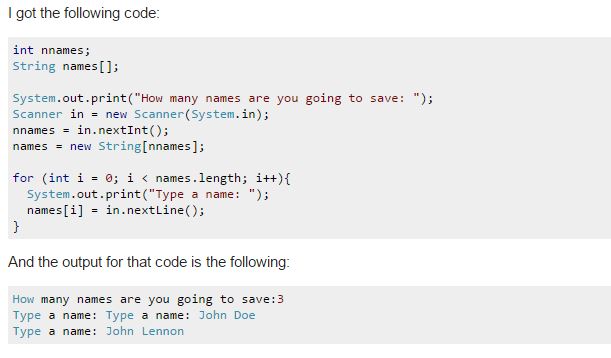 I got the following code:
int nnames;
String names[];
System.out.print("How many names are you going to save: ");
Scanner in = new Scanner(System.in);
nnames = in.nextInt();
names = new String[nnames];
for (int i = 0; i < names.length; i++){
  System.out.print("Type a name: ");
  names[i] = in.nextLine();
}
And the output for that code is the following:
How many names are you going to save:3
Type a name: Type a name: John Doe
Type a name: John Lennon